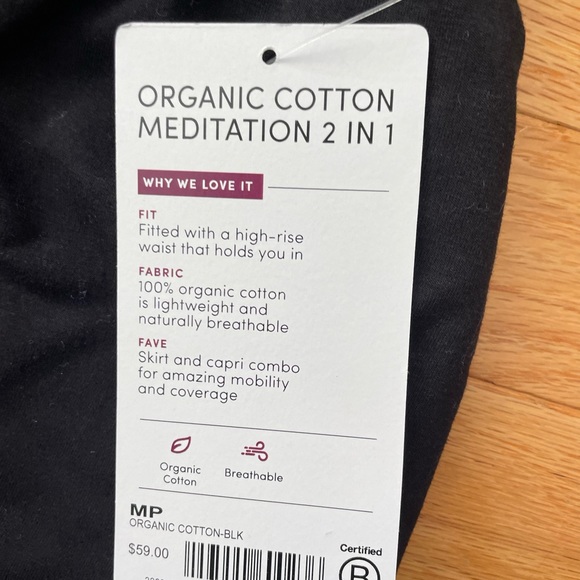 ORGANIC COTTON
MEDITATION 2 IN 1
WHY WE LOVE IT
FIT
Fitted with a high-rise
waist that holds you in
FABRIC
100% organic cotton
is lightweight and
naturally breathable
FAVE
Skirt and capri combo
for amazing mobility
and coverage
Organic
Cotton
Breathable
MP
ORGANIC COTTON-BLK
$59.00
Certified
B